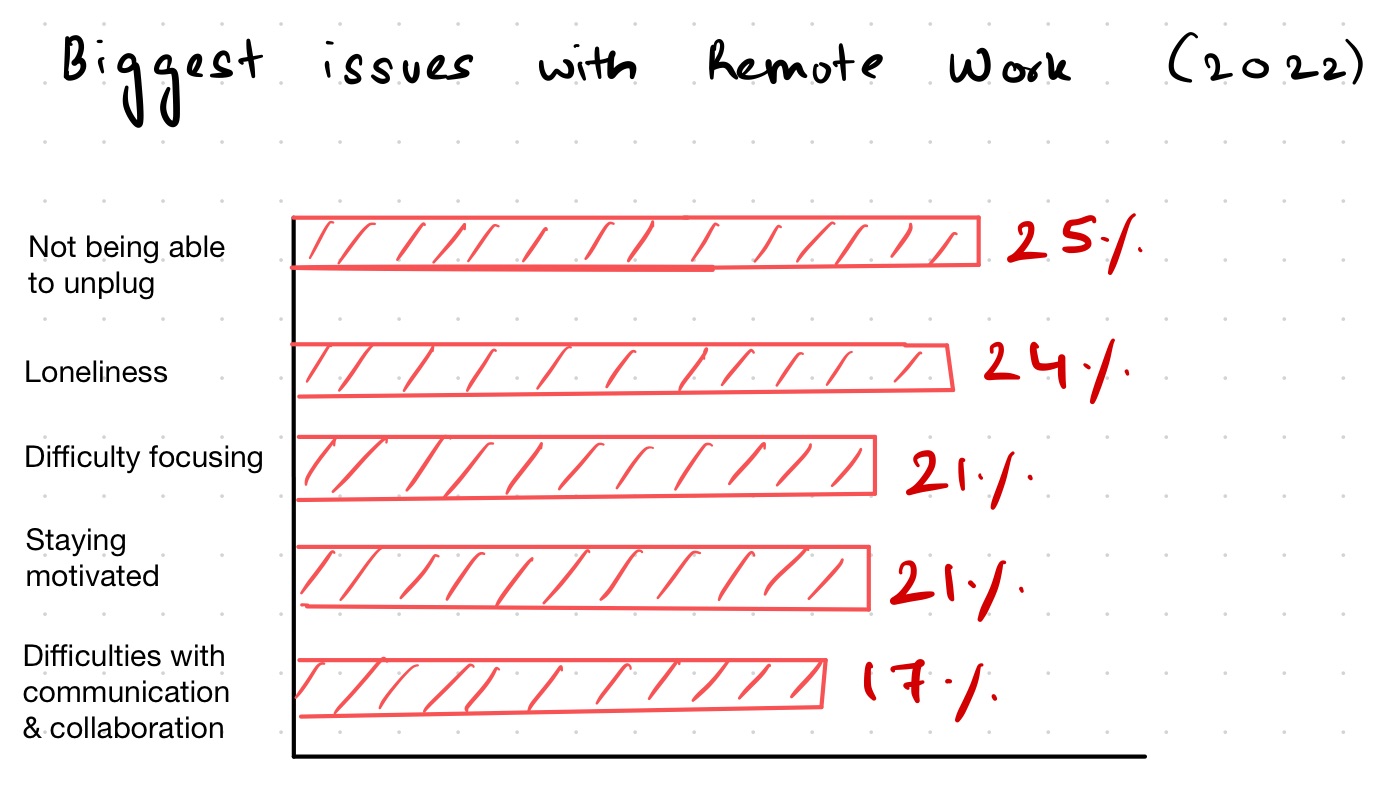 Biggest issues with Remote Work (2022)
Not being able
to unplug
25%
Loneliness
24%
Difficulty focusing
21%
Staying
motivated
21%
Difficulties with
communication
& collaboration
17%